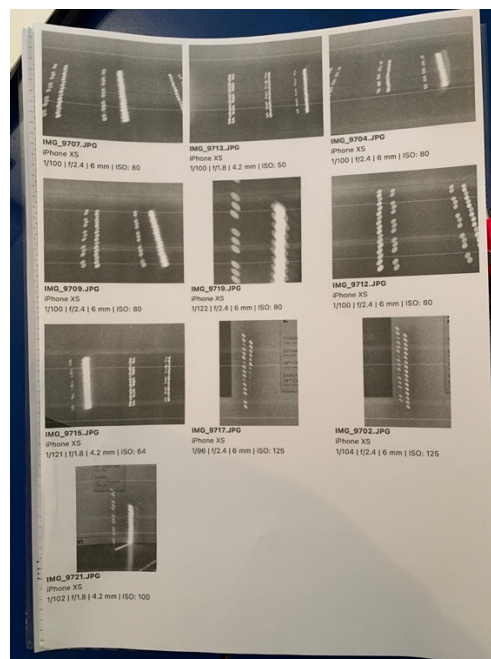 IMG_9707.JPG
iPhone XS
1/100 | f/2.4 | 6 mm | ISO: 80
IMG_9713.JPG
iPhone XS
1/100 | f/1.8 | 4.2 mm | ISO: 50
IMG_9704.JPG
iPhone XS
1/100 | f/2.4 | 6 mm | ISO: 80
IMG_9709.JPG
iPhone XS
1/100 | f/2.4 | 6 mm | ISO: 80
IMG_9719.JPG
iPhone XS
1/122 | f/2.4 | 6 mm | ISO: 80
IMG_9712.JPG
iPhone XS
1/100 | f/2.4 | 6 mm | ISO: 80
IMG_9715.JPG
iPhone XS
1/121 | f/1.8 | 4.2 mm | ISO: 64
IMG_9717.JPG
iPhone XS
1/96 | f/2.4 | 6 mm | ISO: 125
IMG_9702.JPG
iPhone XS
1/104 | f/2.4 | 6 mm | ISO: 125
IMG_9721.JPG
iPhone XS
1/102 | f/1.8 | 4.2 mm | ISO: 100